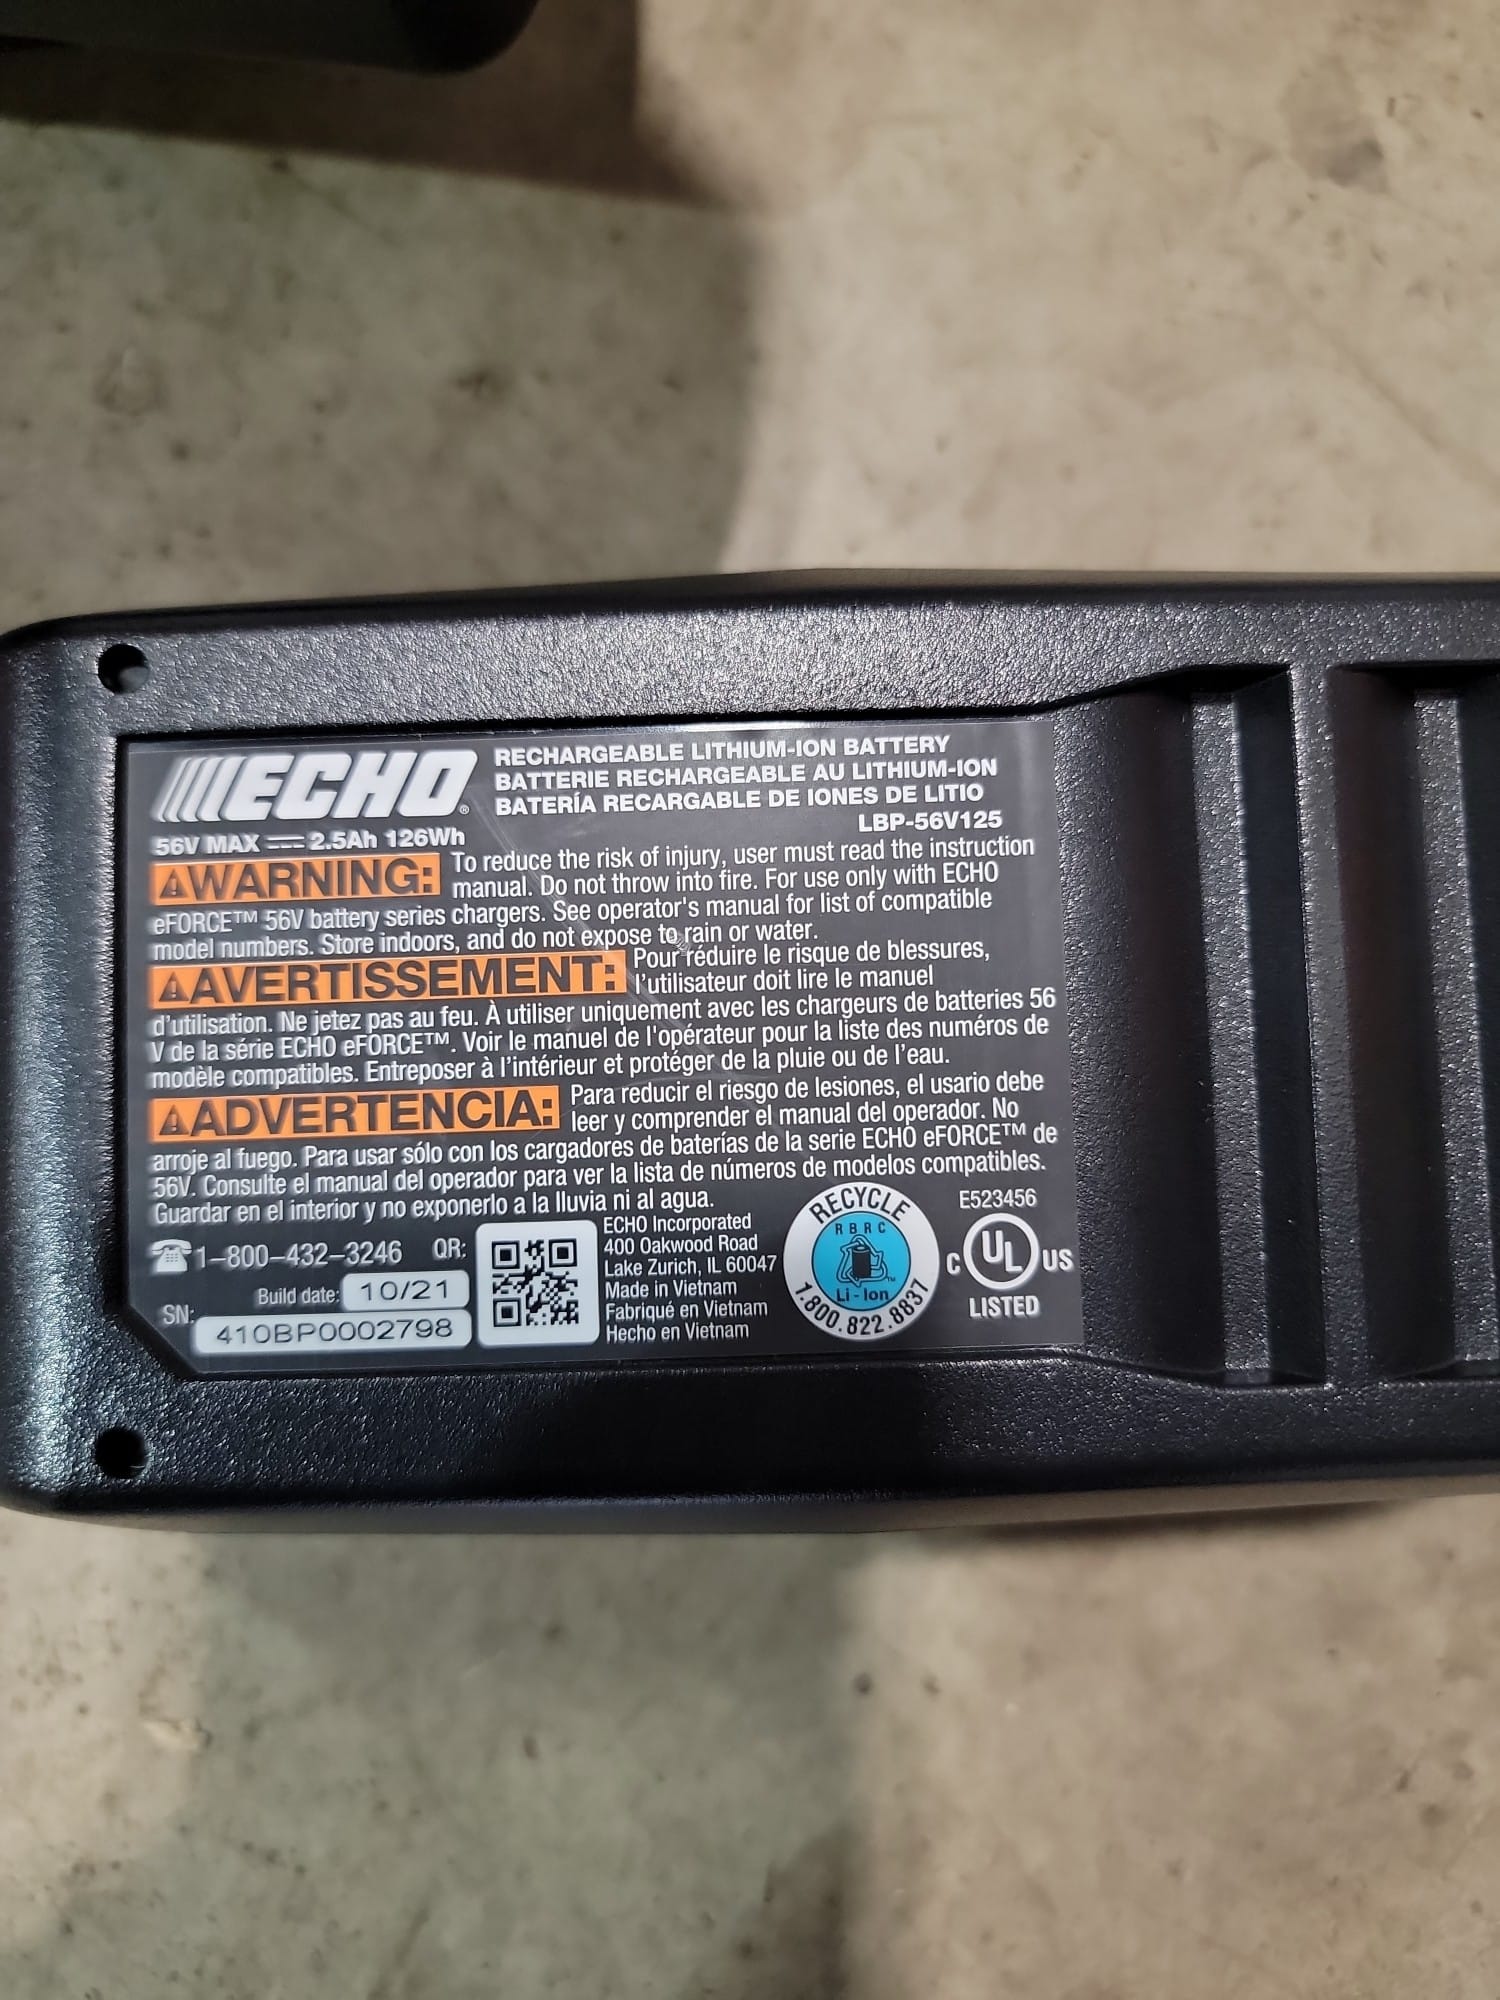 ECHO®
RECHARGEABLE LITHIUM-ION BATTERY
BATTERIE RECHARGEABLE AU LITHIUM-ION
BATERÍA RECARGABLE DE IONES DE LITIO
56V MAX 2.5Ah 126Wh
LBP-56V125
WARNING: To reduce the risk of injury, user must read the instruction
manual. Do not throw into fire. For use only with ECHO
eFORCE™ 56V battery series chargers. See operator's manual for list of compatible
model numbers. Store indoors, and do not expose to rain or water.
AVERTISSEMENT: Pour réduire le risque de blessures,
l'utilisateur doit lire le manuel
d'utilisation. Ne jetez pas au feu. À utiliser uniquement avec les chargeurs de batteries 56
V de la série ECHO eFORCE™. Voir le manuel de l'opérateur pour la liste des numéros de
modèle compatibles. Entreposer à l'intérieur et protéger de la pluie ou de l'eau.
ADVERTENCIA: Para reducir el riesgo de lesiones, el usario debe
leer y comprender el manual del operador. No
arroje al fuego. Para usar sólo con los cargadores de baterías de la serie ECHO eFORCE™ de
56V. Consulte el manual del operador para ver la lista de números de modelos compatibles.
Guardar en el interior y no exponerlo a la lluvia ni al agua.
1-800-432-3246 QR:
Build date: 10/21
SN: 410BP0002798
ECHO Incorporated
400 Oakwood Road
Lake Zurich, IL 60047
Made in Vietnam
Fabriqué en Vietnam
Hecho en Vietnam
RECYCLE
RBRC
Li-Ion
1.800.822.8837
E523456
C UL US
LISTED